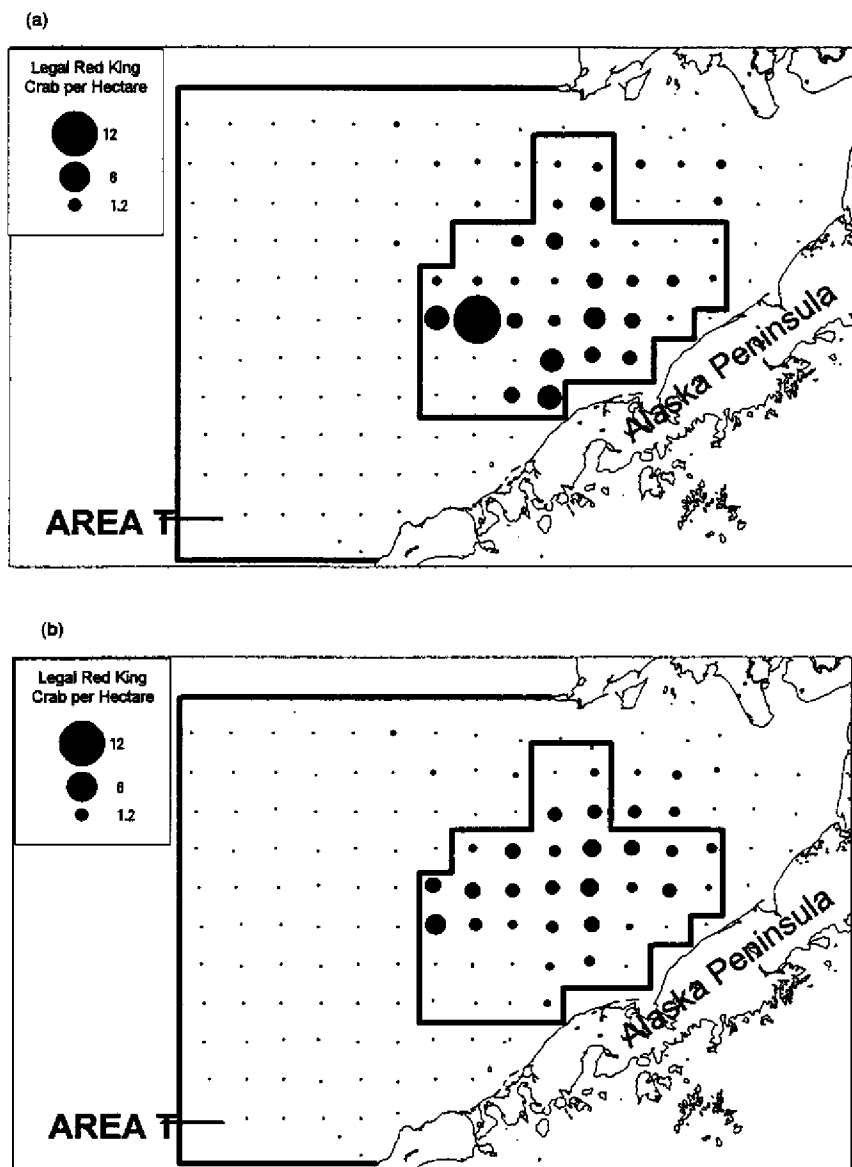 (a)
Legal Red King
Crab per Hectare
12
6
1.2
Alaska Peninsula
AREA T
(b)
Legal Red King
Crab per Hectare
12
6
1.2
Alaska Peninsula
AREA T